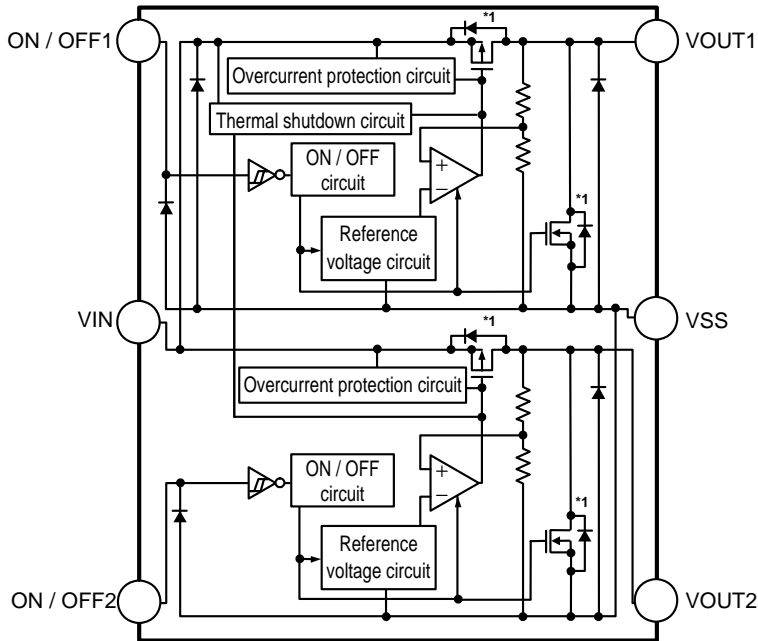 ON / OFF1
*1
VOUT1
Overcurrent protection circuit
Thermal shutdown circuit
ON / OFF
circuit
+
−
*1
Reference
voltage circuit
VIN
VSS
*1
Overcurrent protection circuit
ON / OFF
circuit
+
−
*1
Reference
voltage circuit
ON / OFF2
VOUT2